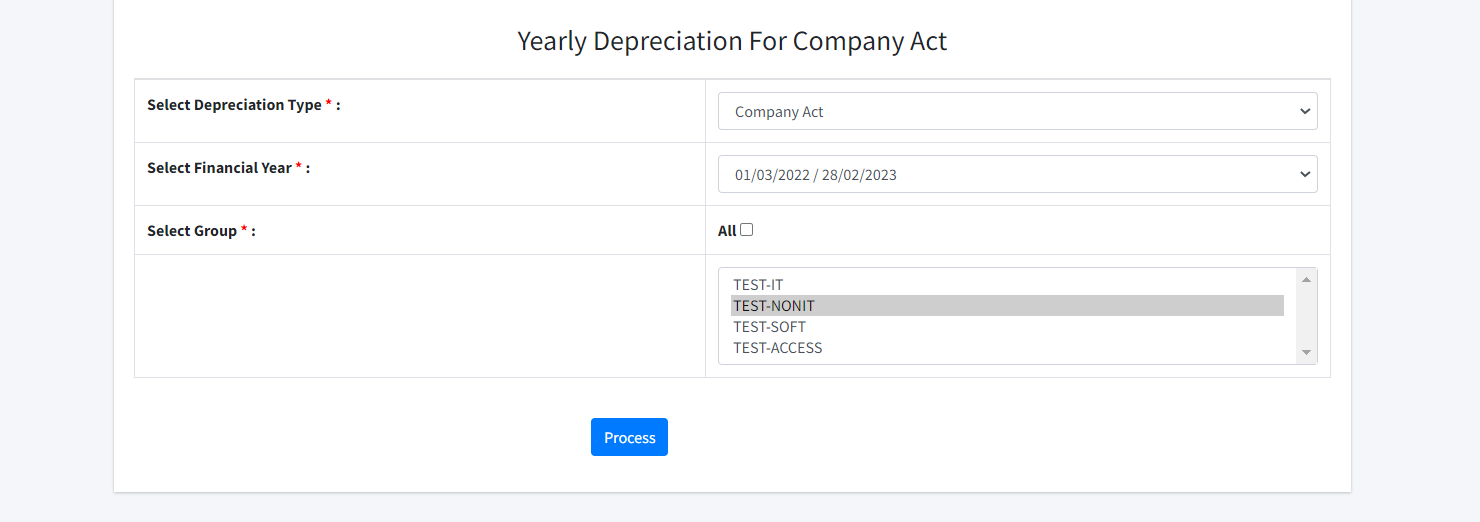 Yearly Depreciation For Company Act
Select Depreciation Type * :
Company Act
Select Financial Year * :
01/03/2022 / 28/02/2023
Select Group * :
All
TEST-IT
TEST-NONIT
TEST-SOFT
TEST-ACCESS
Process